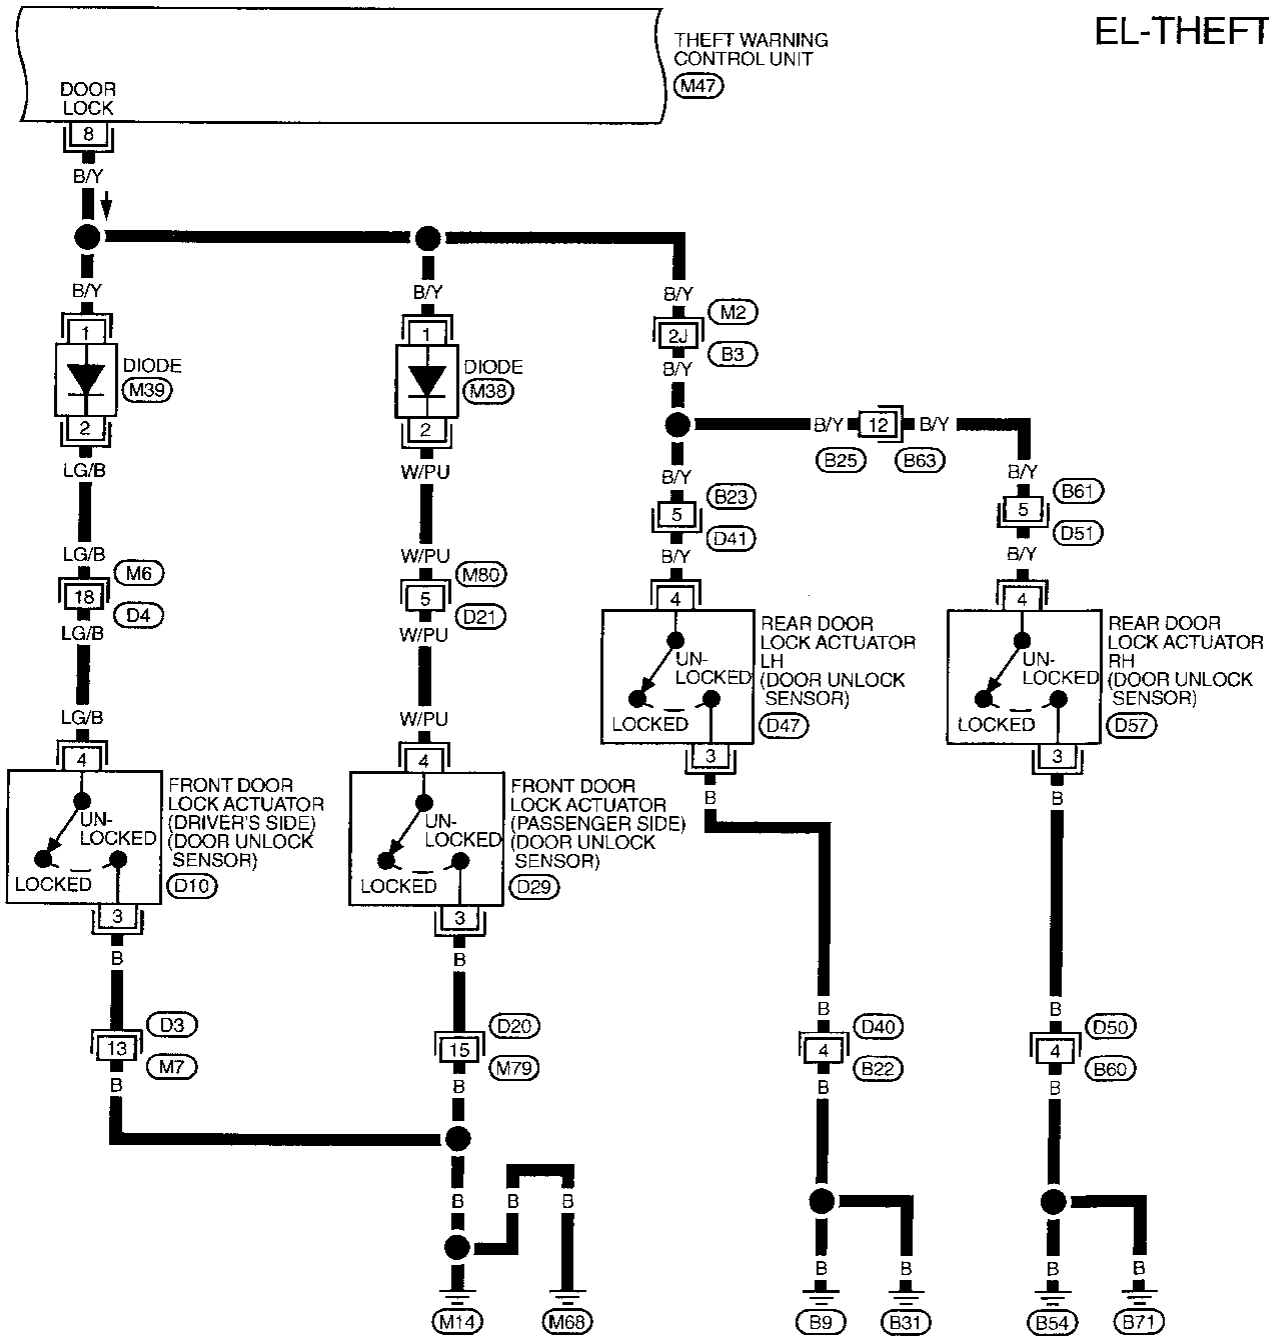 EL-THEFT
THEFT WARNING
CONTROL UNIT
M47
DOOR
LOCK
8
B/Y
B/Y
B/Y
B/Y
M2
2J
B3
B/Y
1
DIODE
M39
2
LG/B
1
DIODE
M38
2
W/PU
B/Y
12
B/Y
B25
B63
B/Y
B23
5
D41
B/Y
B/Y
B61
5
D51
B/Y
LG/B
M6
18
D4
LG/B
W/PU
M80
5
D21
W/PU
4
UN-
LOCKED
LOCKED
REAR DOOR
LOCK ACTUATOR
LH
(DOOR UNLOCK
SENSOR)
D47
3
B
4
UN-
LOCKED
LOCKED
REAR DOOR
LOCK ACTUATOR
RH
(DOOR UNLOCK
SENSOR)
D57
3
B
LG/B
4
UN-
LOCKED
LOCKED
FRONT DOOR
LOCK ACTUATOR
(DRIVER'S SIDE)
(DOOR UNLOCK
SENSOR)
D10
3
B
W/PU
4
UN-
LOCKED
LOCKED
FRONT DOOR
LOCK ACTUATOR
(PASSENGER SIDE)
(DOOR UNLOCK
SENSOR)
D29
3
B
D3
13
M7
B
D20
15
M79
B
B
D40
4
B22
B
B
D50
4
B60
B
B
B
B
B
B
B
B
M14
M68
B9
B31
B54
B71